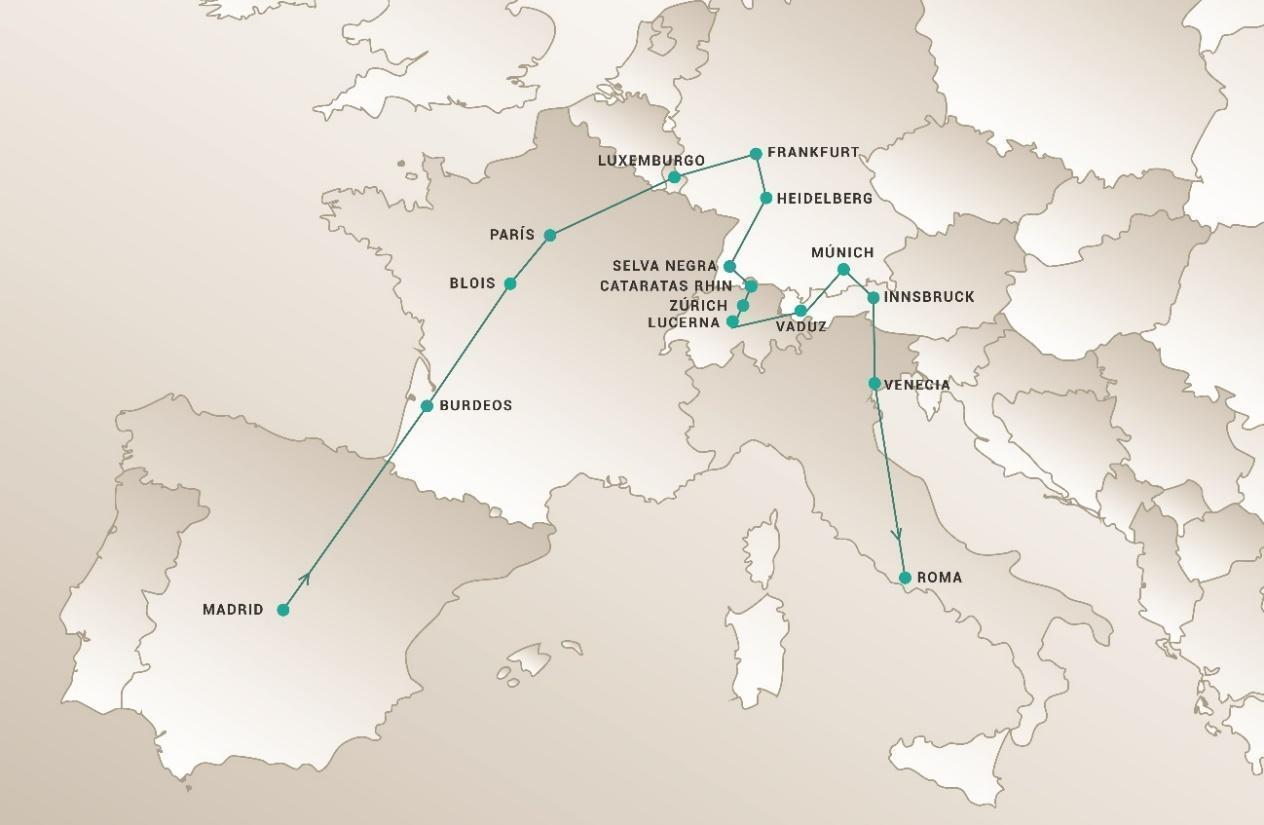 LUXEMBURGO
FRANKFURT
HEIDELBERG
PARÍS
MÚNICH
SELVA NEGRA
BLOIS
CATARATAS RHIN
INNSBRUCK
ZÚRICH
LUCERNA
VADUZ
VENECIA
BURDEOS
ROMA
MADRID